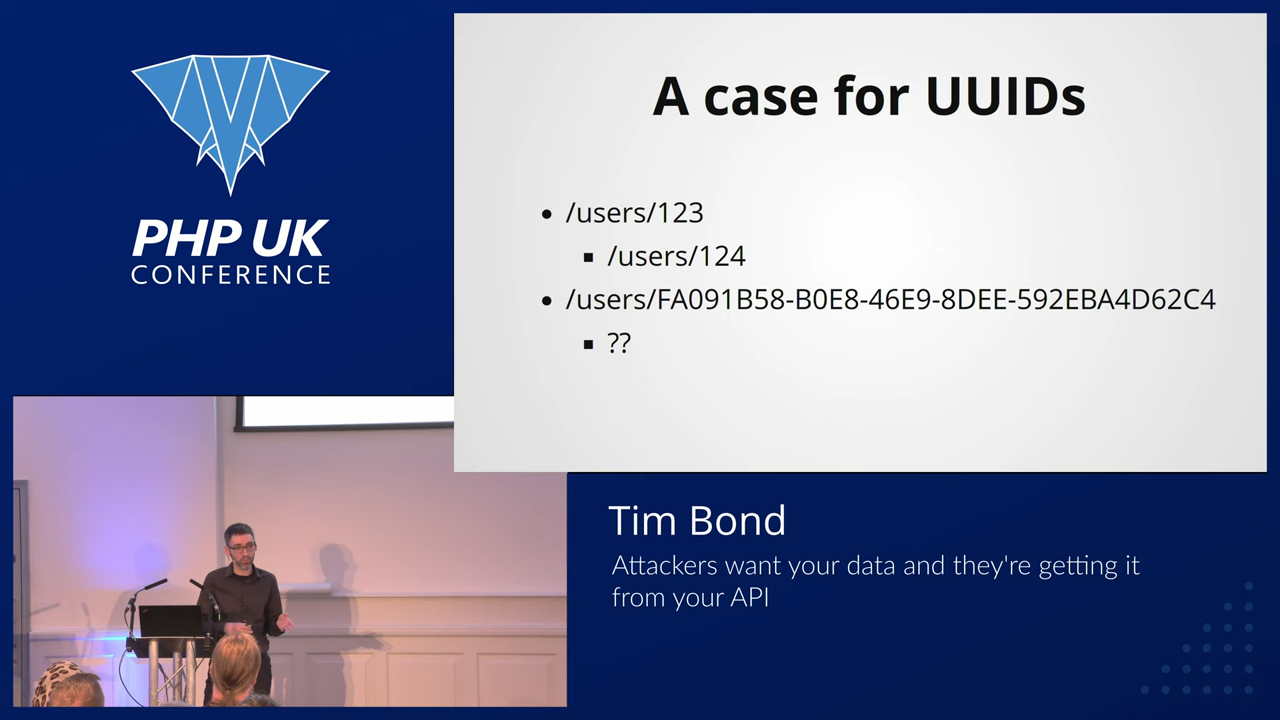 PHP UK
CONFERENCE
A case for UUIDs
/users/123
/users/124
/users/FA091B58-B0E8-46E9-8DEE-592EBA4D62C4
??
Tim Bond
Attackers want your data and they're getting it
from your API